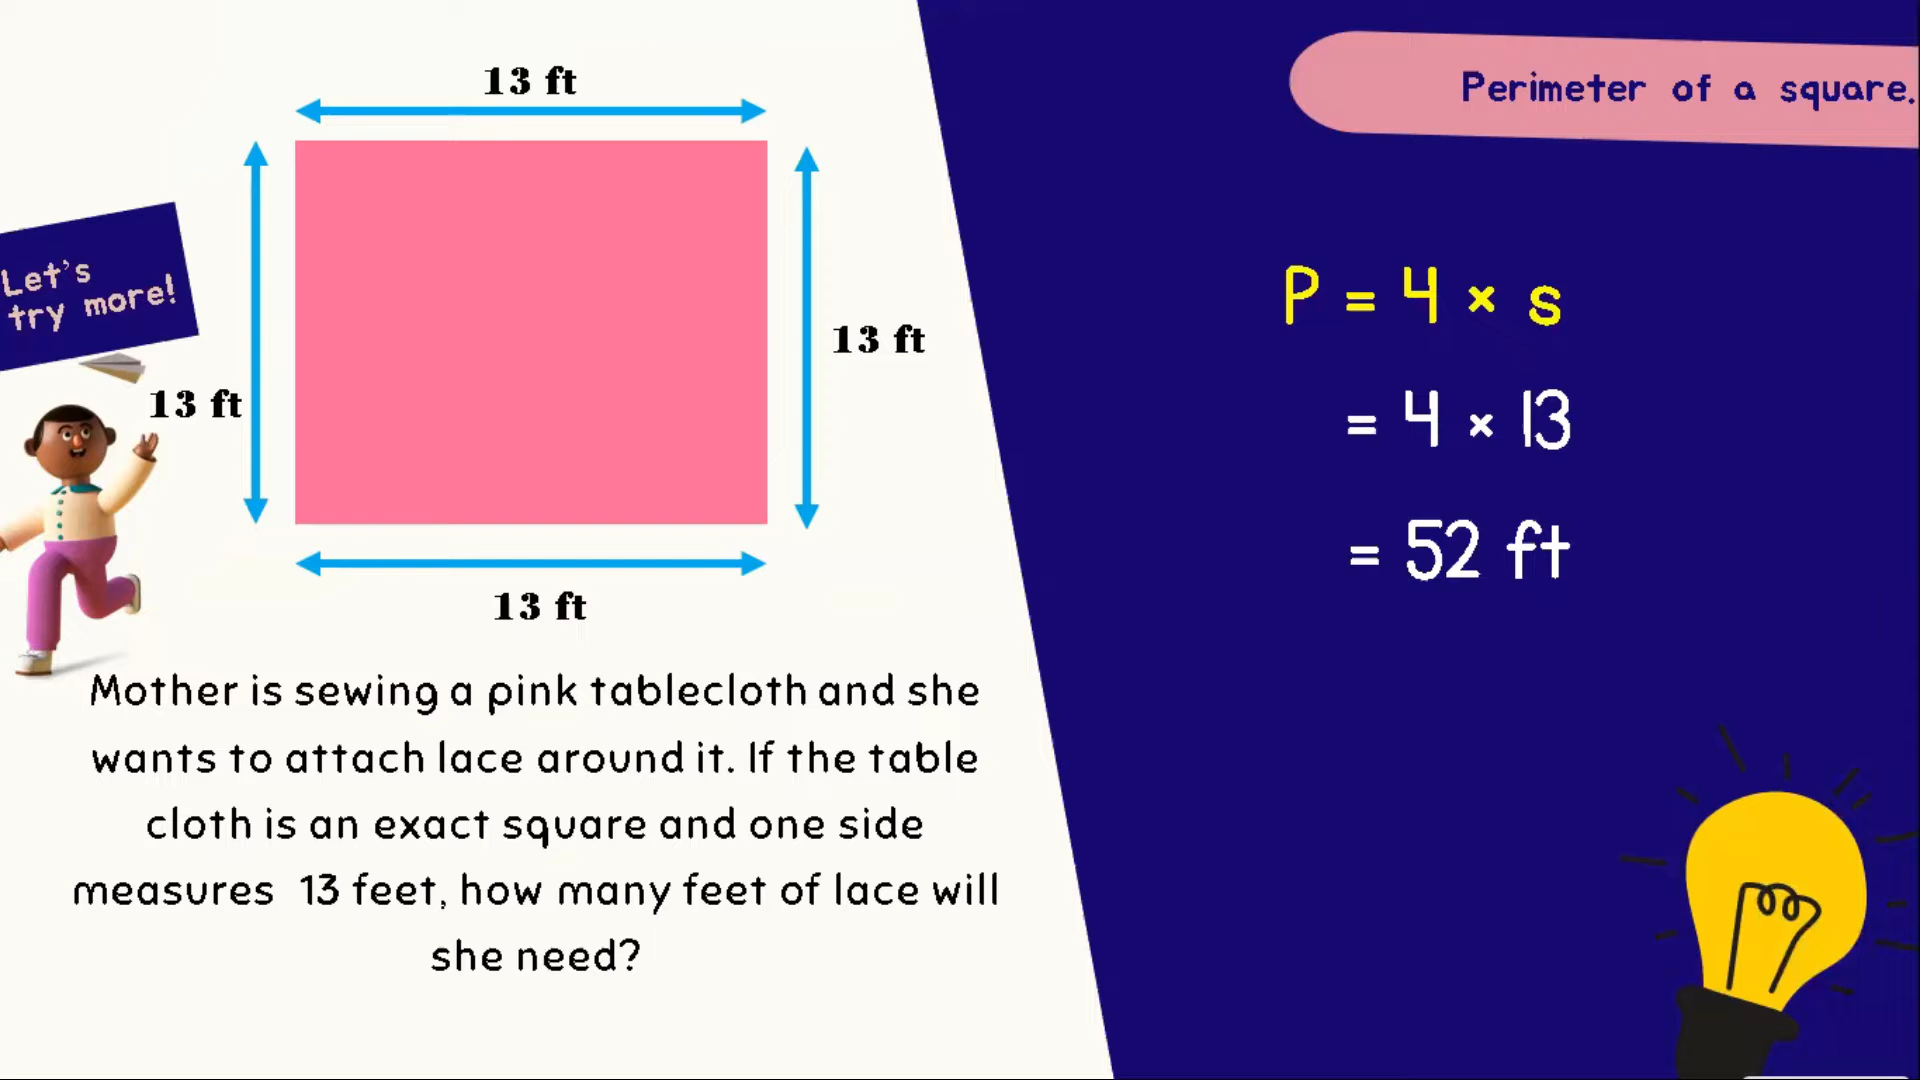 13 ft
Perimeter of a square.
Let's
try more!
13 ft
13 ft
13 ft
P = 4 × s
= 4 × 13
= 52 ft
Mother is sewing a pink tablecloth and she
wants to attach lace around it. If the table
cloth is an exact square and one side
measures 13 feet, how many feet of lace will
she need?